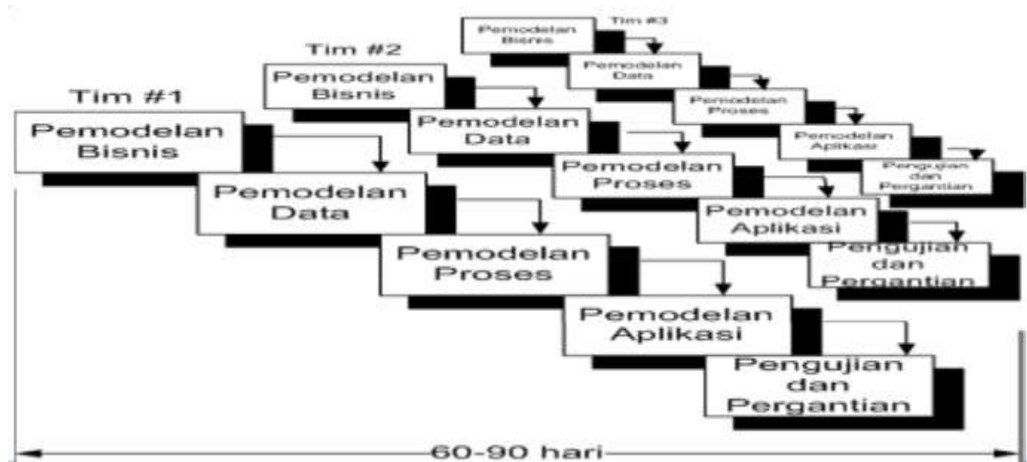 Tim #1
Pemodelan
Bisnis
Pemodelan
Data
Pemodelan
Proses
Pemodelan
Aplikasi
Pengujian
dan
Pergantian
Tim #2
Pemodelan
Bisnis
Pemodelan
Data
Pemodelan
Proses
Pemodelan
Aplikasi
Pengujian
dan
Pergantian
Tim #3
Pemodelan
Bisnis
Pemodelan
Data
Pemodelan
Proses
Pemodelan
Aplikasi
Pengujian
dan
Pergantian
60-90 hari